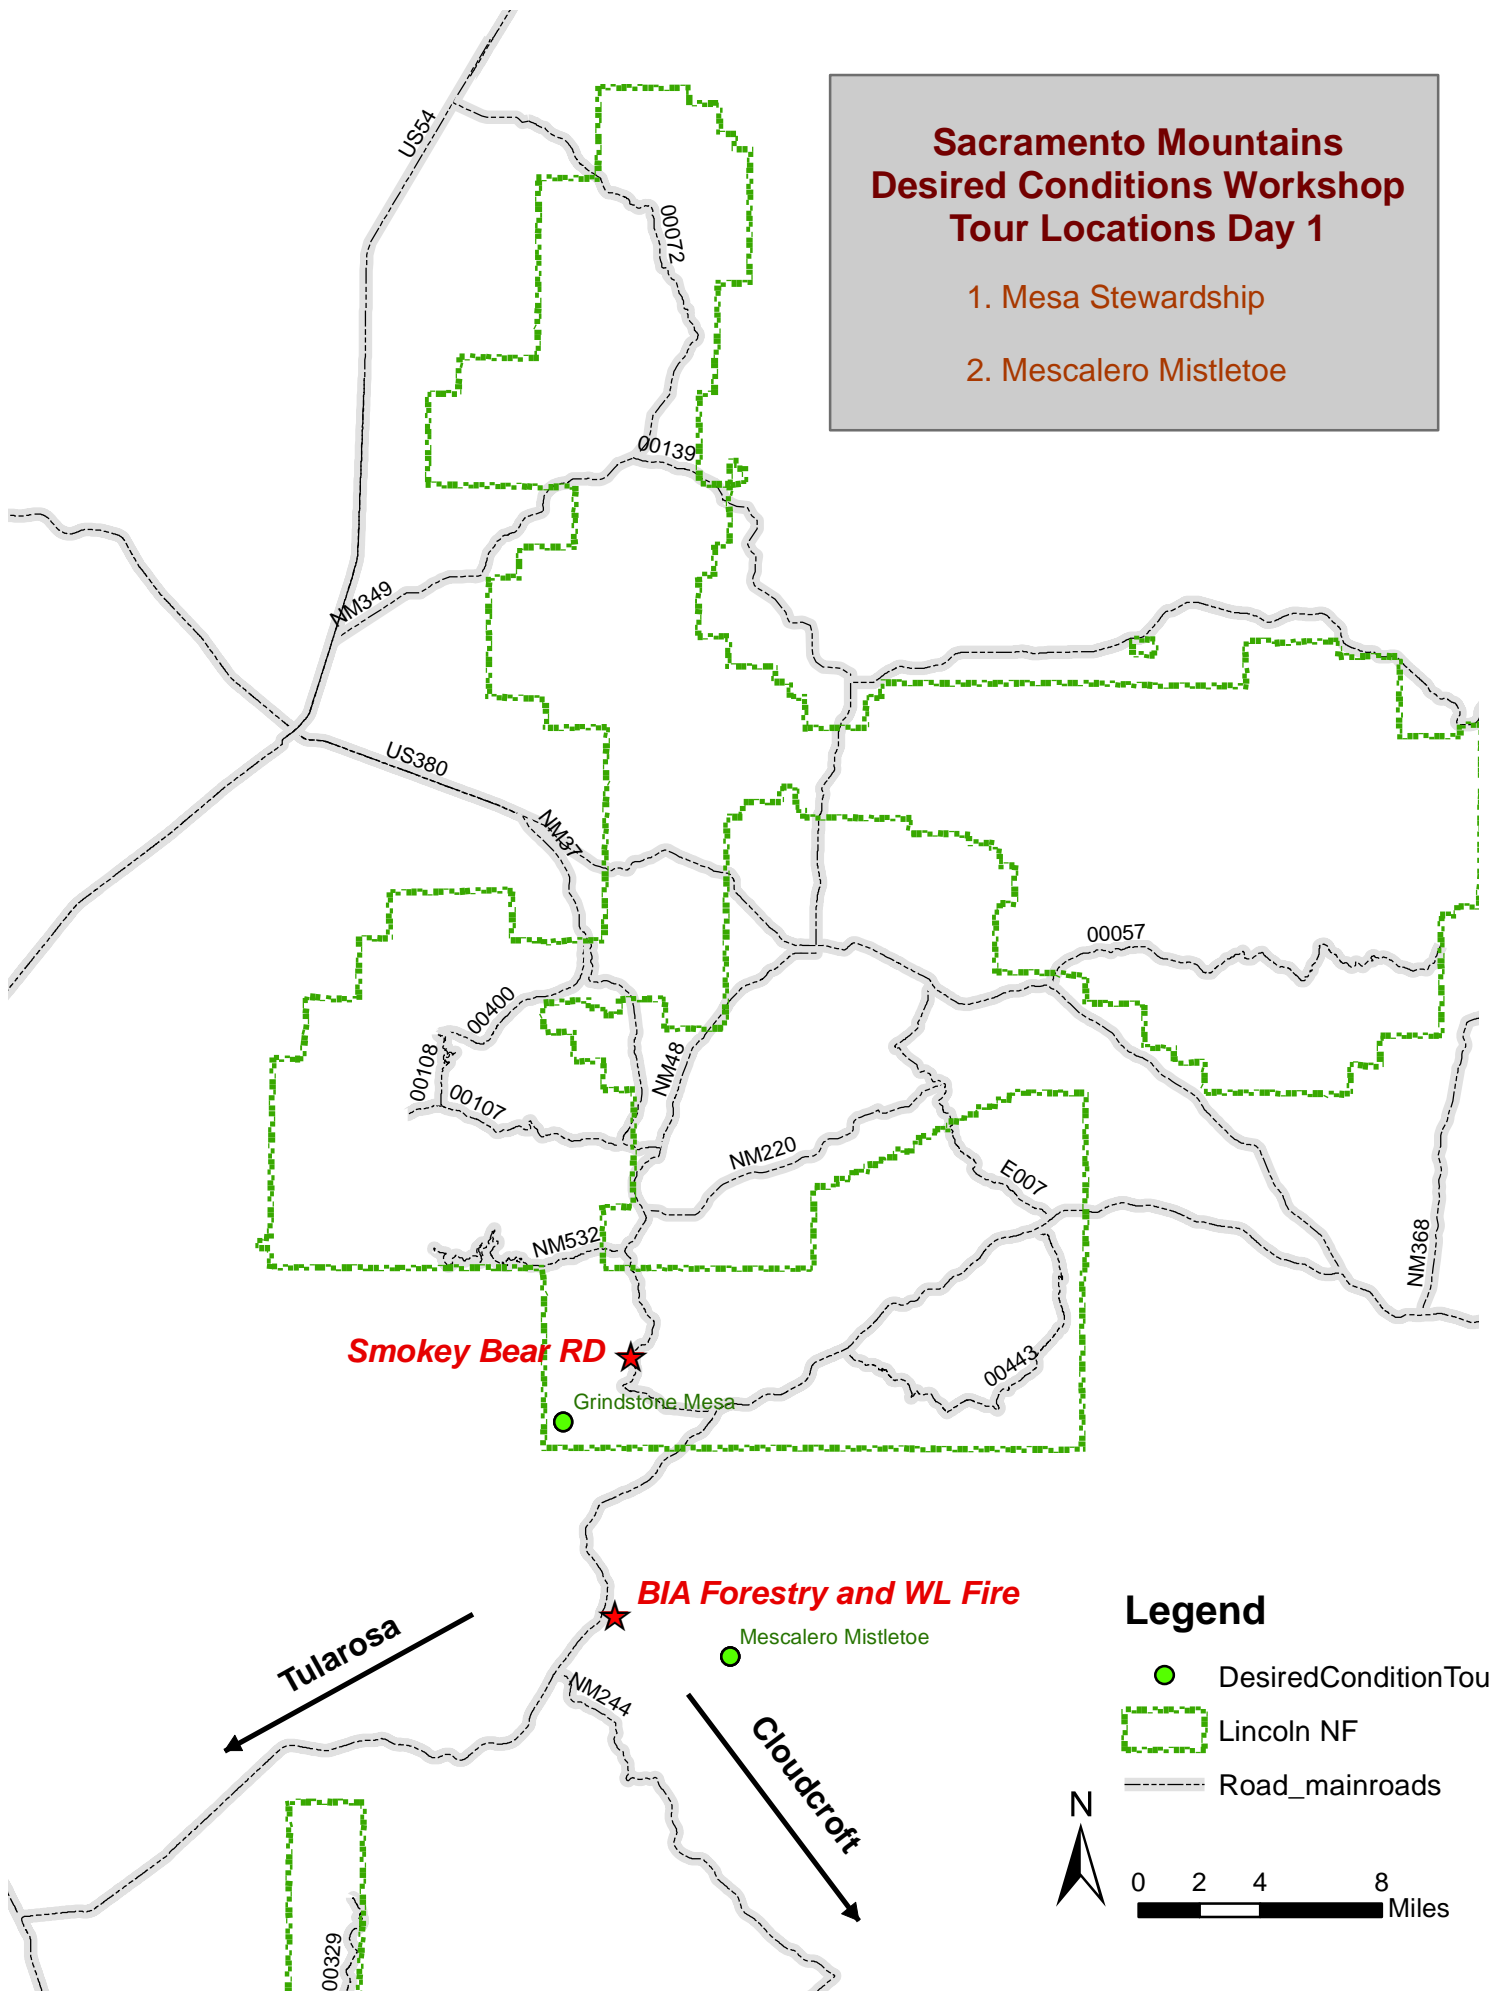 US54
Sacramento Mountains
Desired Conditions Workshop
Tour Locations Day 1
1. Mesa Stewardship
2. Mescalero Mistletoe
00072
00139
NM349
US380
NM37
00057
00400
00108
NM48
00107
NM220
E007
NM532
NM368
Smokey Bear RD
00443
Grindstone Mesa
BIA Forestry and WL Fire
Mescalero Mistletoe
Tularosa
NM244
Cloudcroft
Legend
DesiredConditionTou
Lincoln NF
Road_mainroads
N
0 2 4 8
Miles
00329